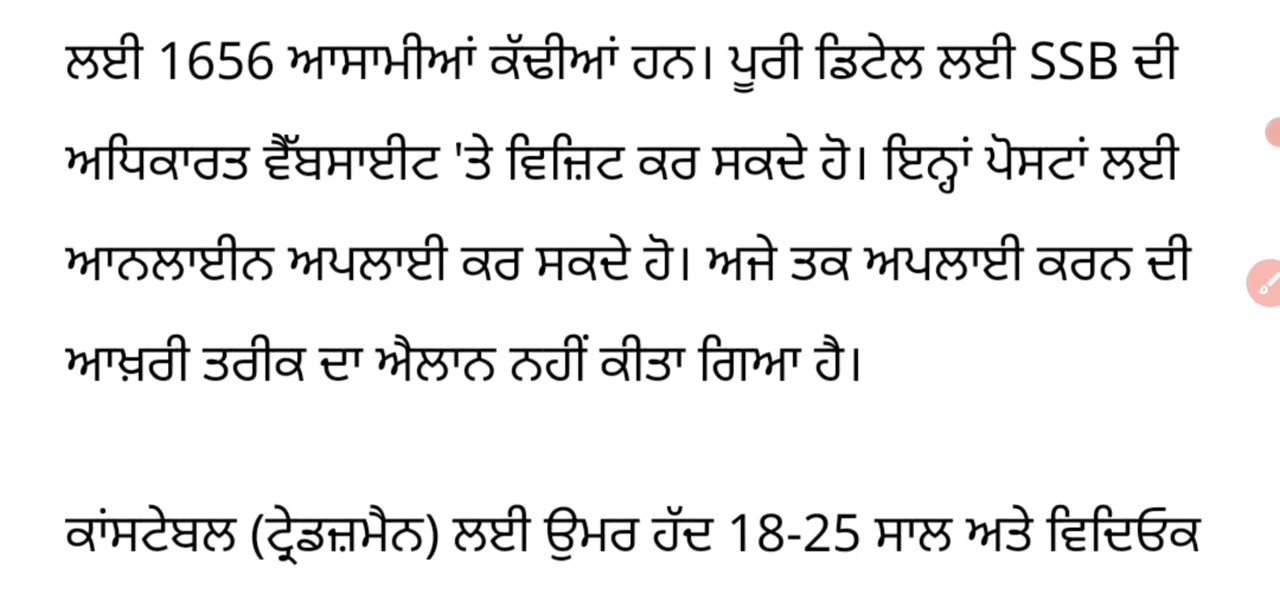 ਲਈ 1656 ਆਸਾਮੀਆਂ ਕੱਢੀਆਂ ਹਨ। ਪੂਰੀ ਡਿਟੇਲ ਲਈ SSB ਦੀ
ਅਧਿਕਾਰਤ ਵੈੱਬਸਾਈਟ 'ਤੇ ਵਿਜ਼ਿਟ ਕਰ ਸਕਦੇ ਹੋ। ਇਨ੍ਹਾਂ ਪੋਸਟਾਂ ਲਈ
ਆਨਲਾਈਨ ਅਪਲਾਈ ਕਰ ਸਕਦੇ ਹੋ। ਅਜੇ ਤਕ ਅਪਲਾਈ ਕਰਨ ਦੀ
ਆਖ਼ਰੀ ਤਰੀਕ ਦਾ ਐਲਾਨ ਨਹੀਂ ਕੀਤਾ ਗਿਆ ਹੈ।
ਕਾਂਸਟੇਬਲ (ਟ੍ਰੇਡਜ਼ਮੈਨ) ਲਈ ਉਮਰ ਹੱਦ 18-25 ਸਾਲ ਅਤੇ ਵਿਦਿਓਕ